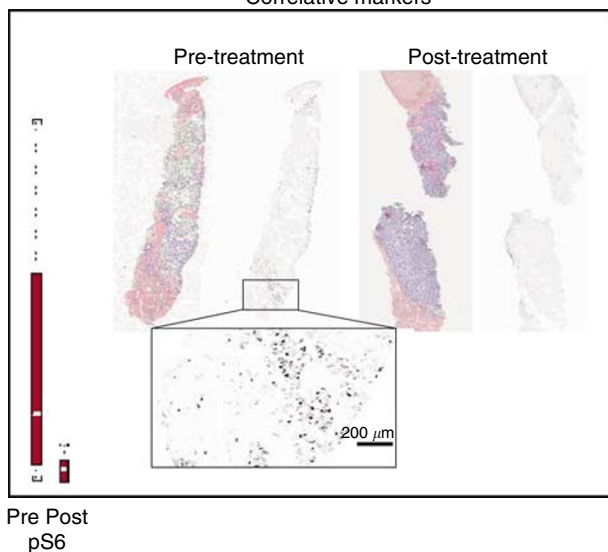 Correlative markers
Pre-treatment Post-treatment
200 μm
Pre Post
pS6